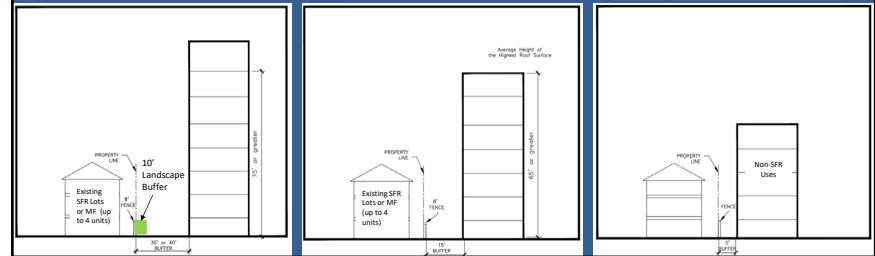 PROPERTY
LINE
10'
Landscape
Buffer
Existing
SFR Lots
or MF (up
to 4 units)
8'
FENCE
75' or greater
30' or 40'
BUFFER
Average Height of
the Highest Roof Surface
PROPERTY
LINE
Existing SFR
Lots or MF
(up to 4
units)
8'
FENCE
65' or greater
15'
BUFFER
PROPERTY
LINE
Non-SFR
Uses
8'
FENCE
5'
BUFFER